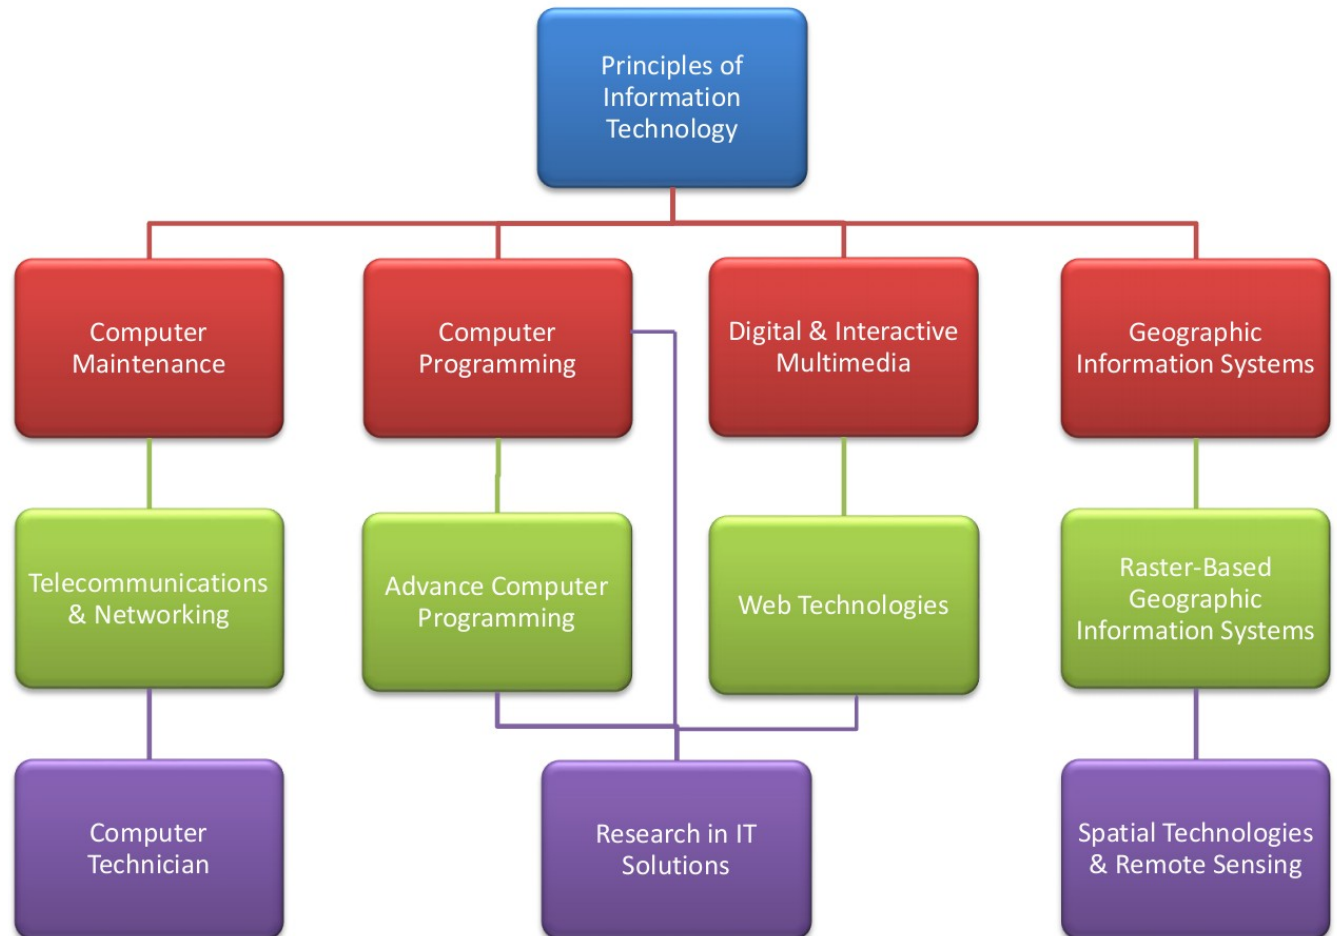 Principles of
Information
Technology
Computer
Maintenance
Computer
Programming
Digital & Interactive
Multimedia
Geographic
Information Systems
Telecommunications
& Networking
Advance Computer
Programming
Web Technologies
Raster-Based
Geographic
Information Systems
Computer
Technician
Research in IT
Solutions
Spatial Technologies
& Remote Sensing